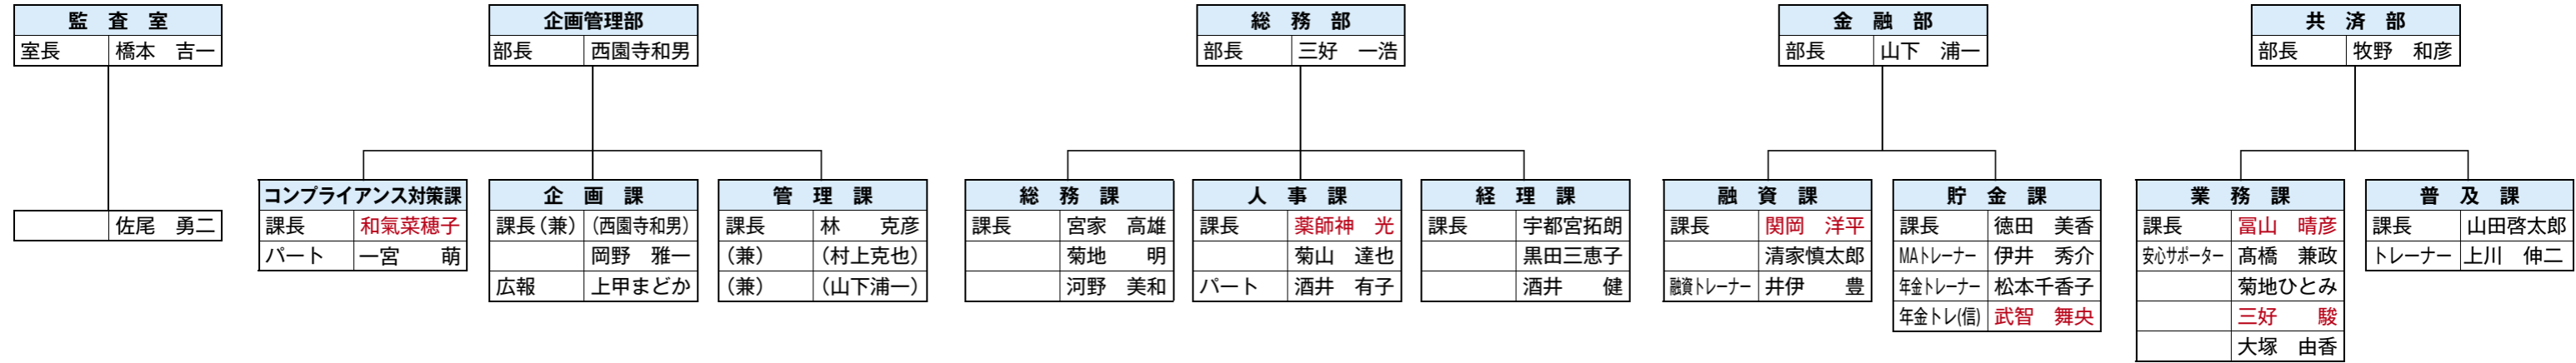 監　査　室
室長　橋本　吉一
佐尾　勇二
企画管理部
部長　西園寺和男
コンプライアンス対策課
課長　和氣菜穂子
パート　一宮　　萌
企　画　課
課長（兼）（西園寺和男）
岡野　雅一
広報　上甲まどか
管　理　課
課長　林　　克彦
（兼）（村上克也）
（兼）（山下浦一）
総　務　部
部長　三好　一浩
総　務　課
課長　宮家　高雄
菊地　　明
河野　美和
人　事　課
課長　薬師神　光
菊山　達也
パート　酒井　有子
経　理　課
課長　宇都宮拓朗
黒田三恵子
酒井　　健
金　融　部
部長　山下　浦一
融　資　課
課長　関岡　洋平
清家慎太郎
融資トレーナー　井伊　　豊
貯　金　課
課長　徳田　美香
MAトレーナー　伊井　秀介
年金トレーナー　松本千香子
年金トレ(信)　武智　舞央
共　済　部
部長　牧野　和彦
業　務　課
課長　冨山　晴彦
安心サポーター　髙橋　兼政
菊地ひとみ
三好　　駿
大塚　由香
普　及　課
課長　山田啓太郎
トレーナー　上川　伸二